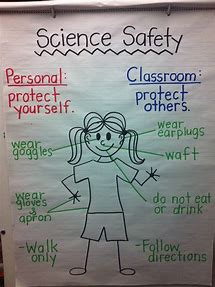 Science Safety
Personal:
protect
yourself.
Classroom:
protect
others.
wear
goggles
wear
earplugs
waft
wear
gloves
& apron
do not eat
or drink
-Walk
only
-Follow
directions